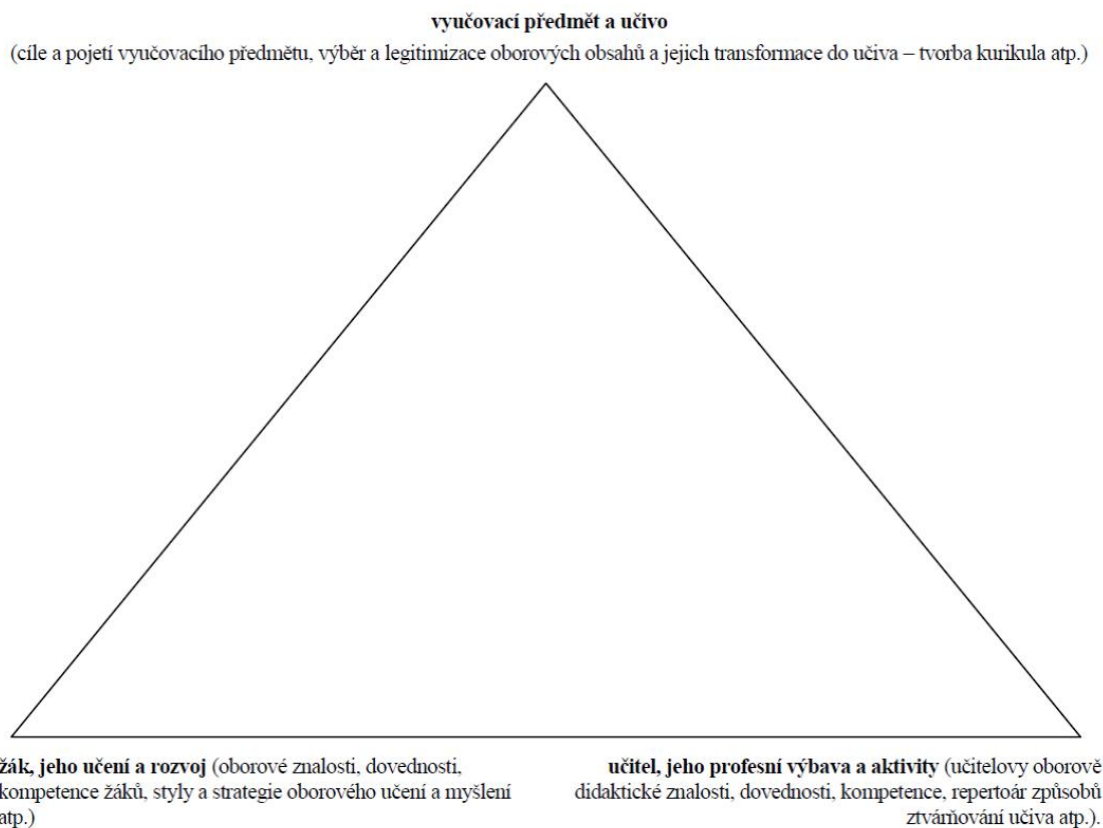 vyučovací předmět a učivo
(cíle a pojetí vyučovacího předmětu, výběr a legitimizace oborových obsahů a jejich transformace do učiva – tvorba kurikula atp.)
žák, jeho učení a rozvoj (oborové znalosti, dovednosti,
kompetence žáků, styly a strategie oborového učení a myšlení
atp.)
učitel, jeho profesní výbava a aktivity (učitelovy oborově
didaktické znalosti, dovednosti, kompetence, repertoár způsobů
ztvárňování učiva atp.).